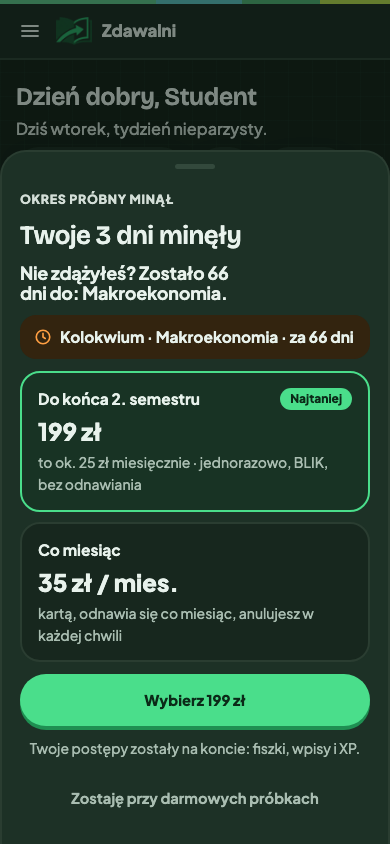 Zdawalni
Dzień dobry, Student
Dziś wtorek, tydzień nieparzysty.
OKRES PRÓBNY MINĄŁ
Twoje 3 dni minęły
Nie zdążyłeś? Zostało 66
dni do: Makroekonomia.
Kolokwium · Makroekonomia · za 66 dni
Do końca 2. semestru
Najtaniej
199 zł
to ok. 25 zł miesięcznie · jednorazowo, BLIK,
bez odnawiania
Co miesiąc
35 zł / mies.
kartą, odnawia się co miesiąc, anulujesz w
każdej chwili
Wybierz 199 zł
Twoje postępy zostały na koncie: fiszki, wpisy i XP.
Zostaję przy darmowych próbkach